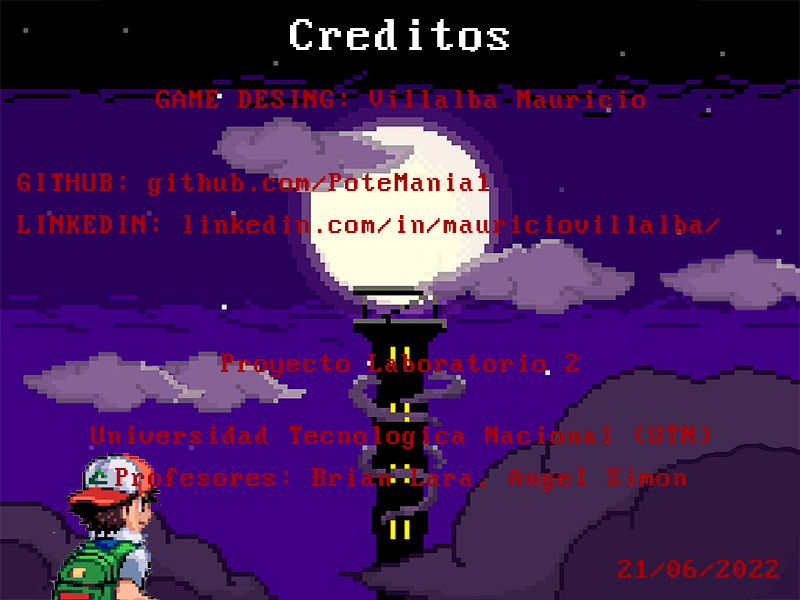 Creditos
GAME DESING: Villalba Mauricio
GITHUB: github.com/PoteMania1
LINKEDIN: linkedin.com/in/mauriciovillalba/
Proyecto Laboratorio 2
Universidad Tecnologica Nacional (UTN)
Profesores: Brian Lara, Angel Simon
21/06/2022